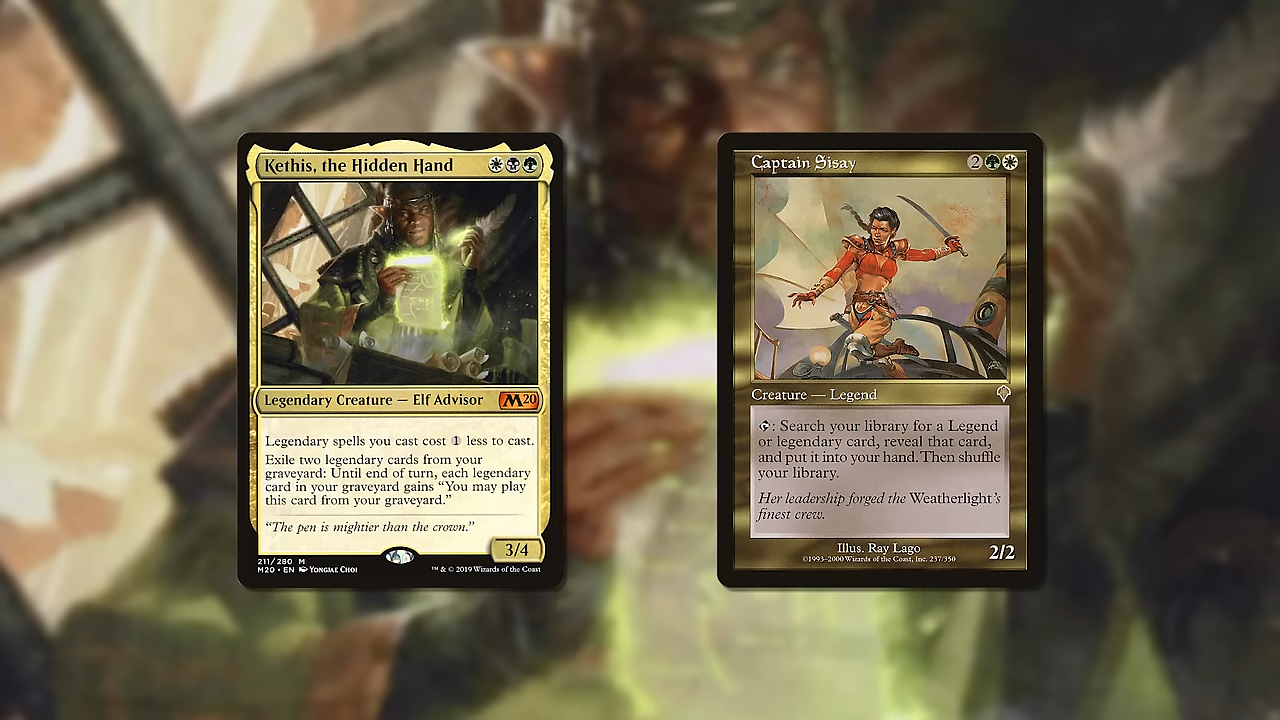 Kethis, the Hidden Hand
Legendary Creature — Elf Advisor M20
Legendary spells you cast cost 1 less to cast.
Exile two legendary cards from your
graveyard: Until end of turn, each legendary
card in your graveyard gains “You may play
this card from your graveyard.”
“The pen is mightier than the crown.”
3/4
211/280 M
M20 • EN Yongjae Choi
™ & © 2019 Wizards of the Coast
Captain Sisay 2
Creature — Legend
: Search your library for a Legend
or legendary card, reveal that card,
and put it into your hand. Then shuffle
your library.
Her leadership forged the Weatherlight’s
finest crew.
Illus. Ray Lago
©1993-2000 Wizards of the Coast, Inc. 237/350
2/2